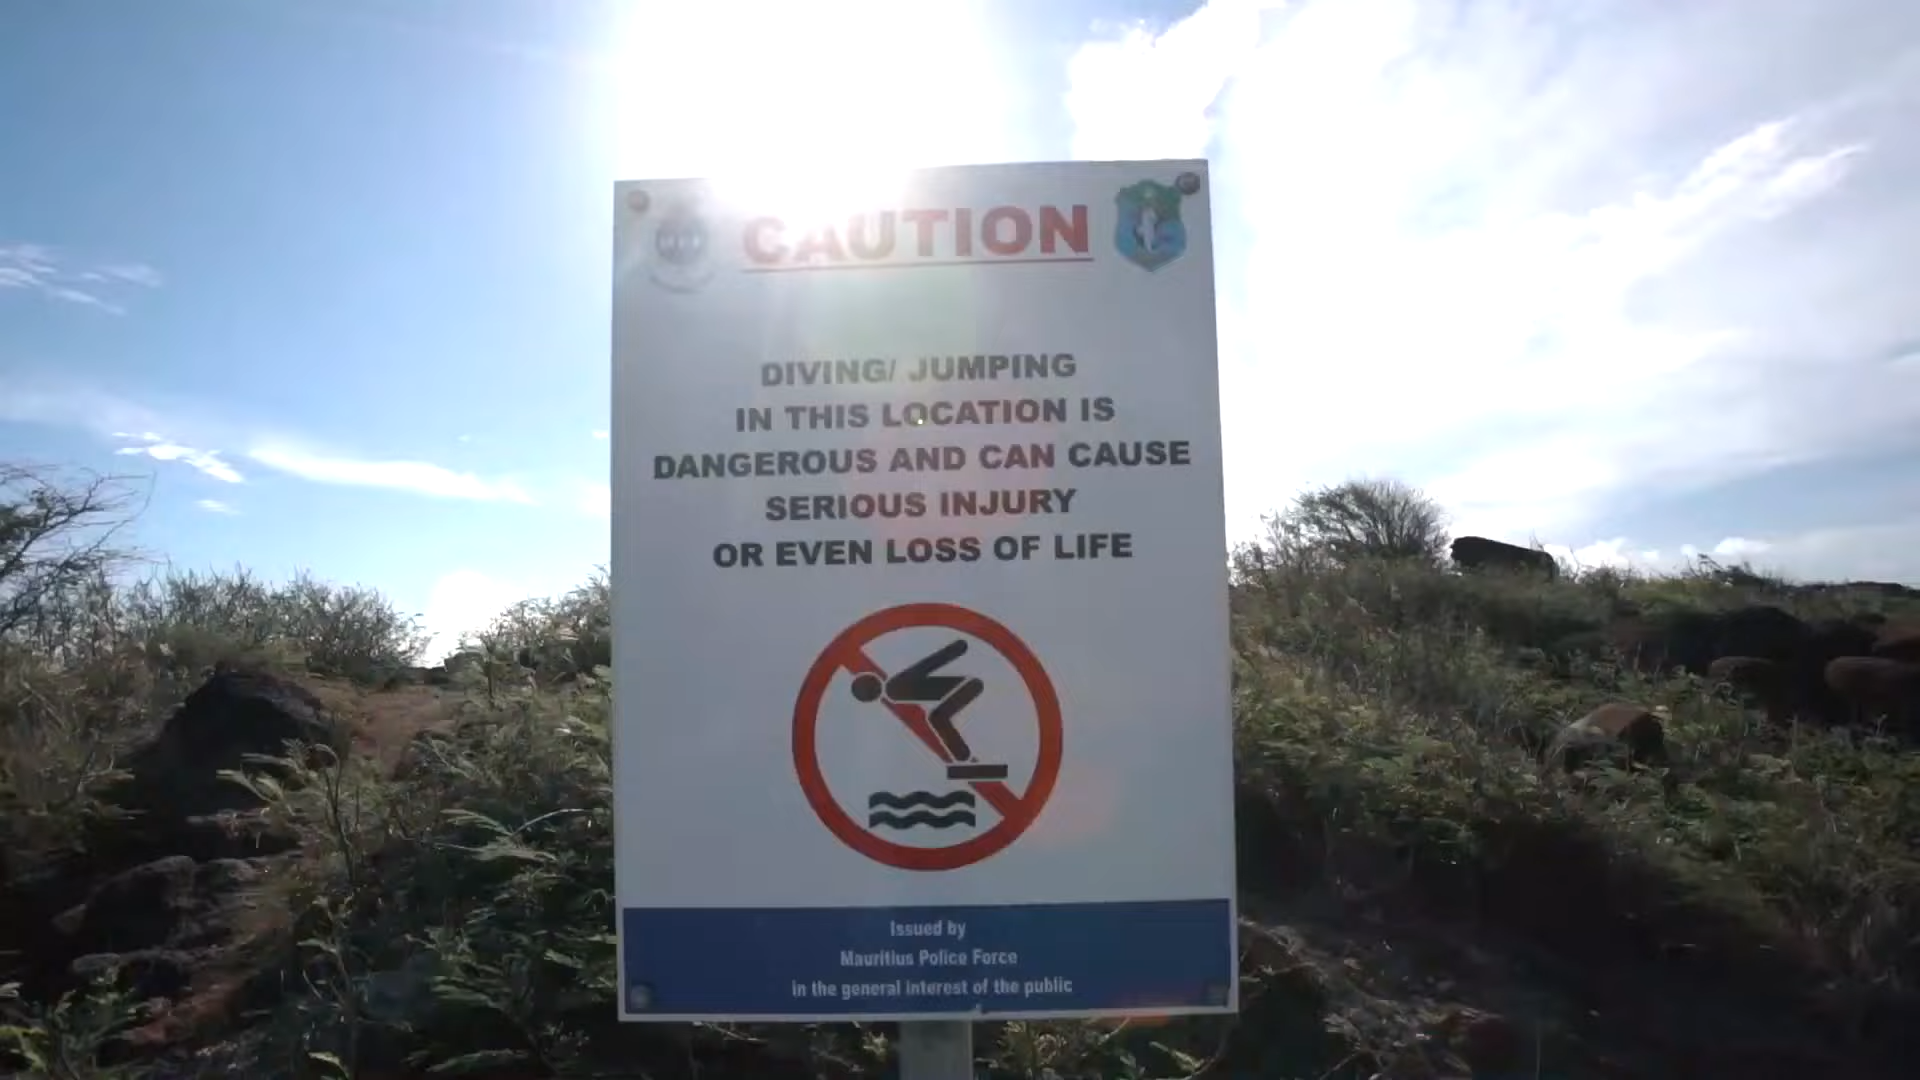 CAUTION
DIVING/ JUMPING
IN THIS LOCATION IS
DANGEROUS AND CAN CAUSE
SERIOUS INJURY
OR EVEN LOSS OF LIFE
Issued by
Mauritius Police Force
in the general interest of the public